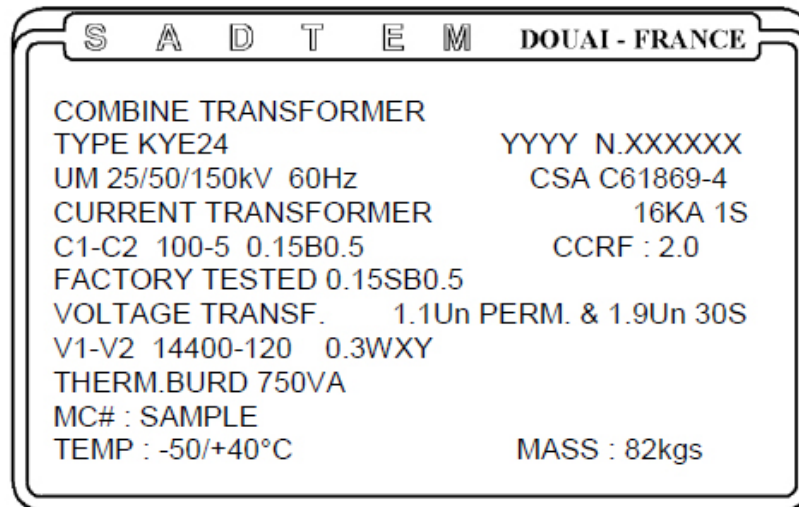 S A D T E M DOUAI - FRANCE
COMBINE TRANSFORMER
TYPE KYE24 YYYY N.XXXXXX
UM 25/50/150kV 60Hz CSA C61869-4
CURRENT TRANSFORMER 16KA 1S
C1-C2 100-5 0.15B0.5 CCRF : 2.0
FACTORY TESTED 0.15SB0.5
VOLTAGE TRANSF. 1.1Un PERM. & 1.9Un 30S
V1-V2 14400-120 0.3WXY
THERM.BURD 750VA
MC# : SAMPLE
TEMP : -50/+40°C MASS : 82kgs